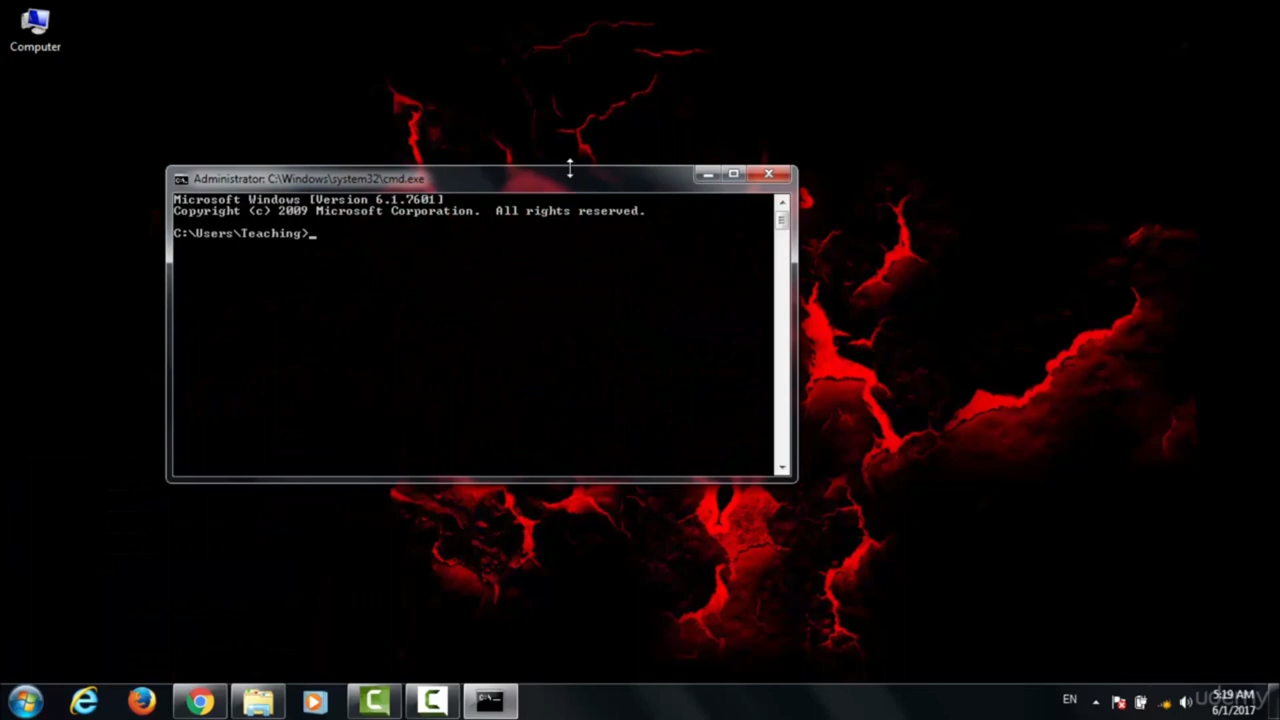 Computer
Administrator: C:\Windows\system32\cmd.exe
Microsoft Windows [Version 6.1.7601]
Copyright (c) 2009 Microsoft Corporation.  All rights reserved.
C:\Users\Teaching>_
C:\.
EN
5:19 AM
6/1/2017
udemy